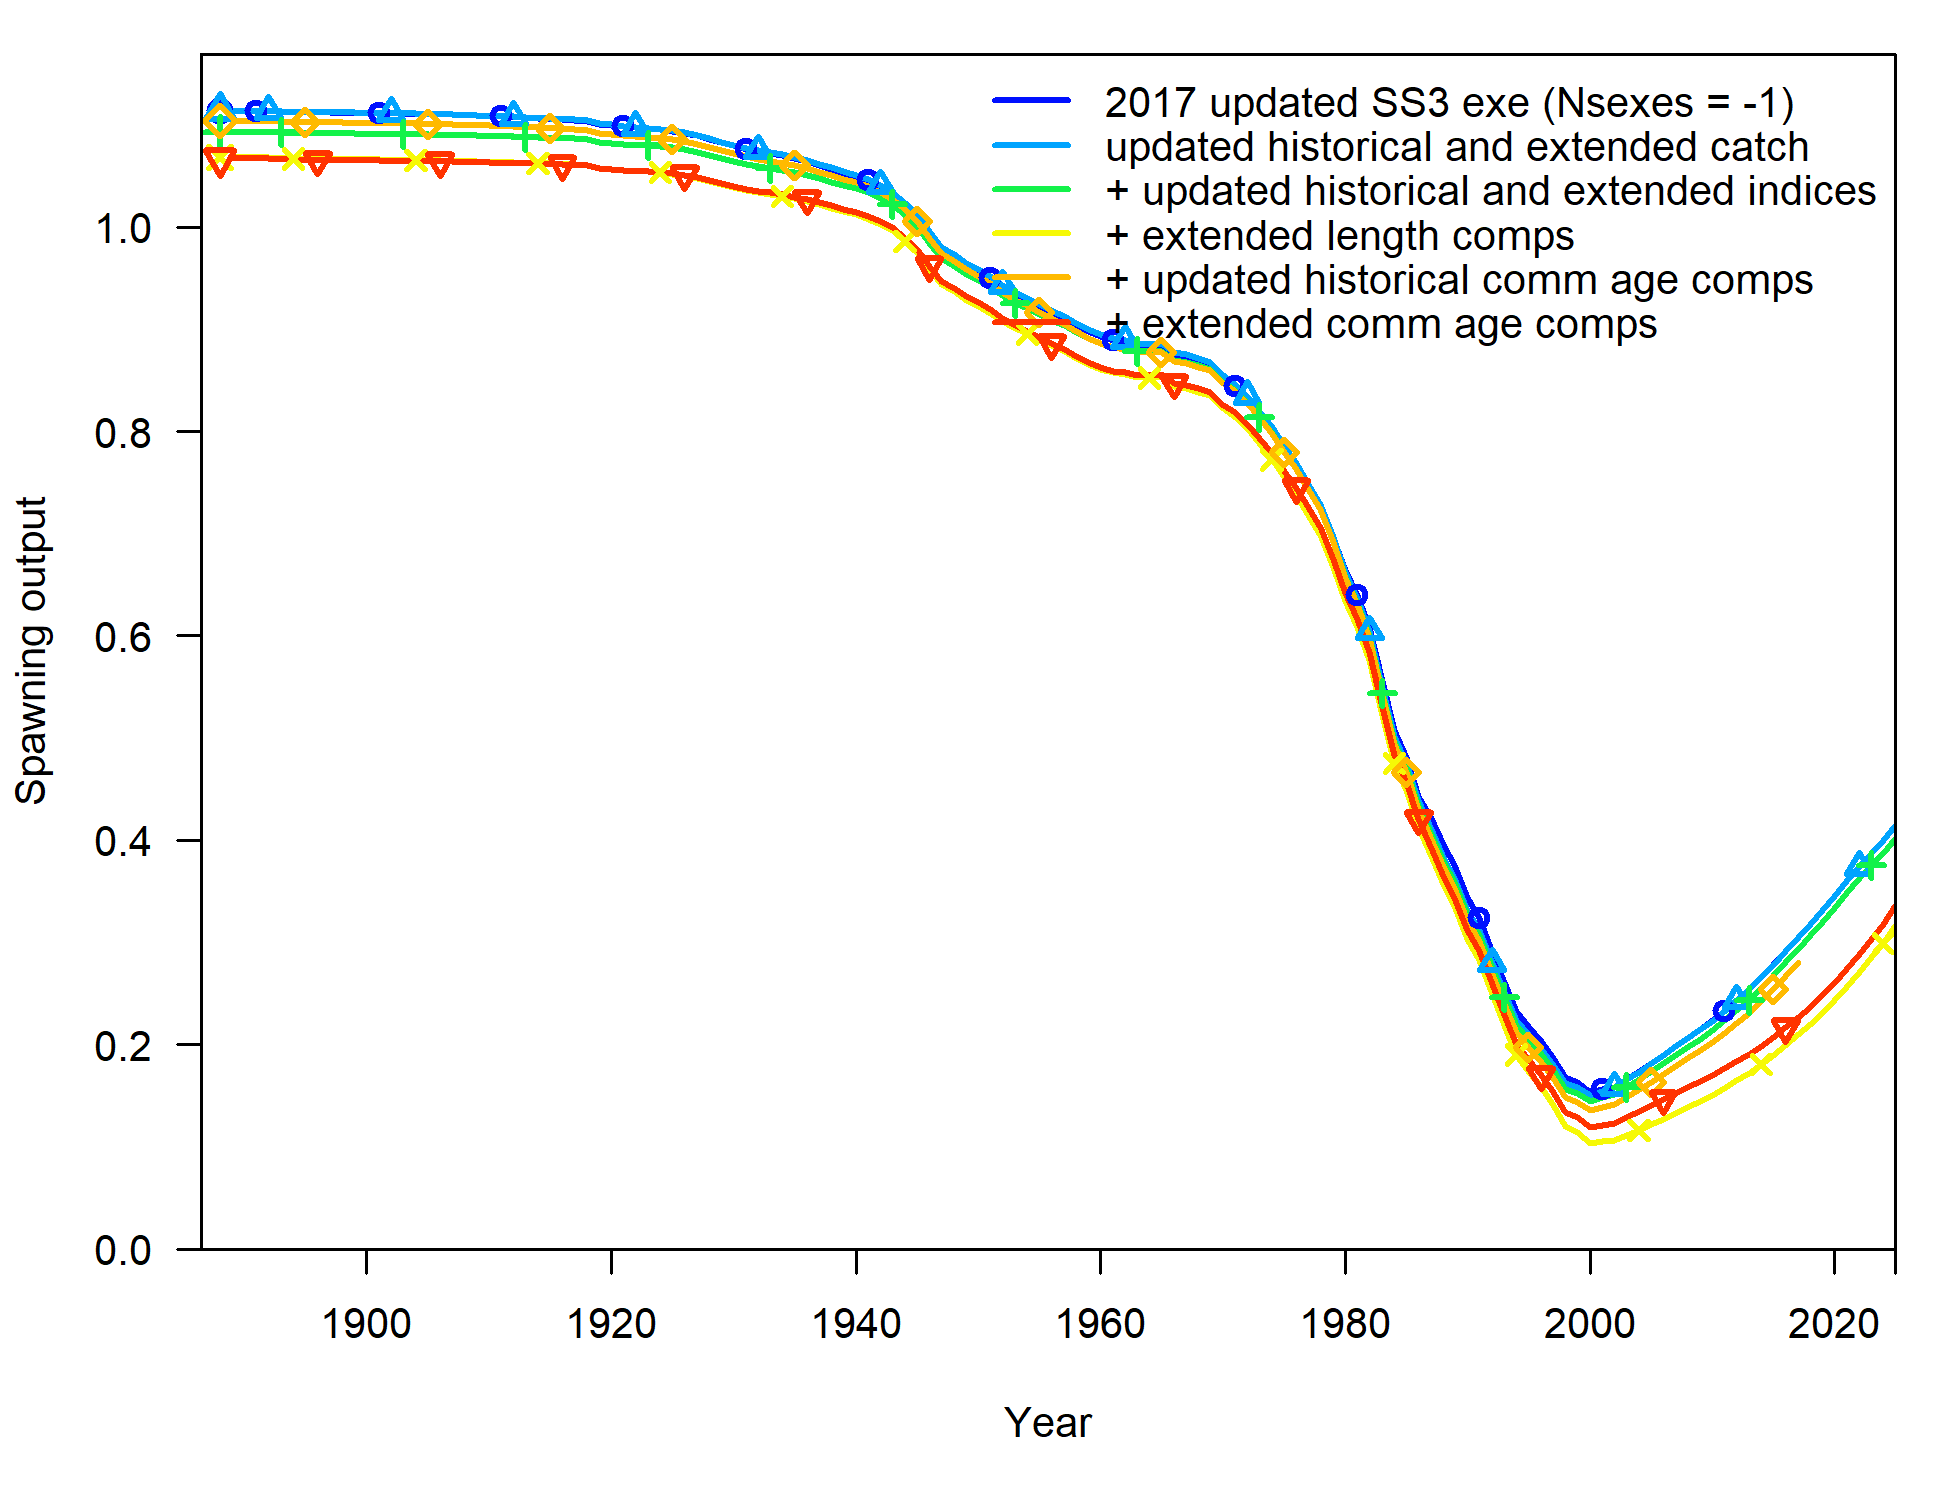 2017 updated SS3 exe (Nsexes = -1)
updated historical and extended catch
+ updated historical and extended indices
+ extended length comps
+ updated historical comm age comps
+ extended comm age comps
1.0
0.8
0.6
0.4
0.2
0.0
Spawning output
1900 1920 1940 1960 1980 2000 2020
Year